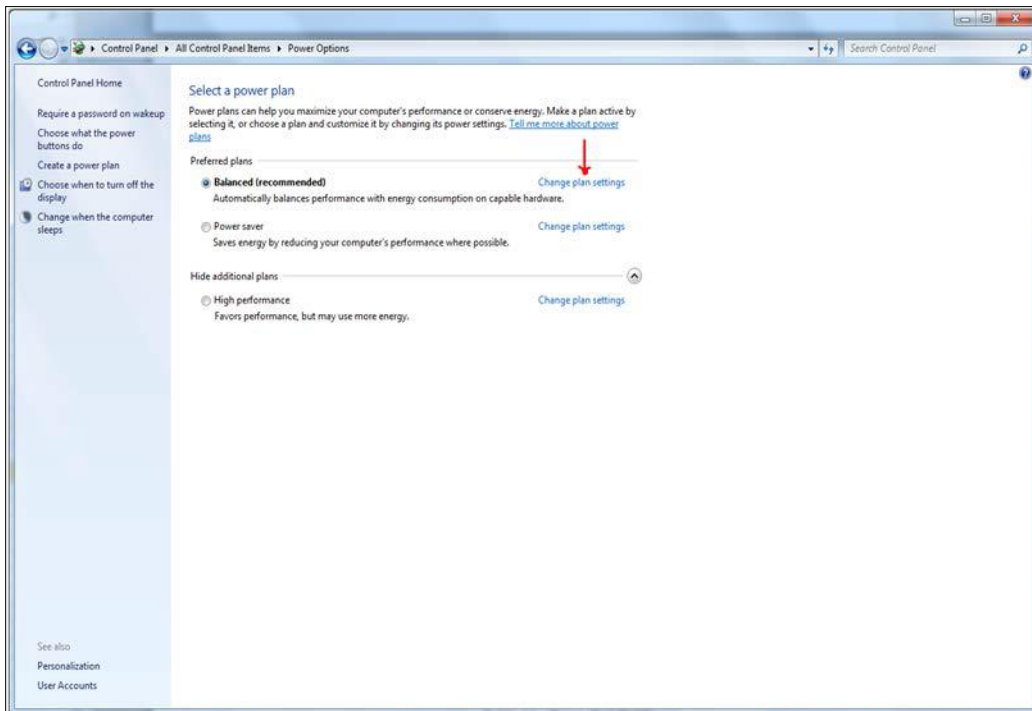 Control Panel ▸ All Control Panel Items ▸ Power Options
Search Control Panel
Control Panel Home
Require a password on wakeup
Choose what the power
buttons do
Create a power plan
Choose when to turn off the
display
Change when the computer
sleeps
See also
Personalization
User Accounts
Select a power plan
Power plans can help you maximize your computer's performance or conserve energy. Make a plan active by
selecting it, or choose a plan and customize it by changing its power settings. Tell me more about power
plans
Preferred plans
Balanced (recommended) Change plan settings
Automatically balances performance with energy consumption on capable hardware.
Power saver Change plan settings
Saves energy by reducing your computer's performance where possible.
Hide additional plans
High performance Change plan settings
Favors performance, but may use more energy.